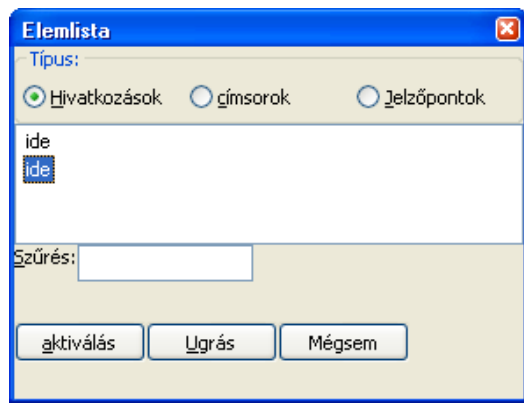 Elemlista
Típus:
Hivatkozások címsorok Jelzőpontok
ide
ide
Szűrés:
aktiválás Ugrás Mégsem